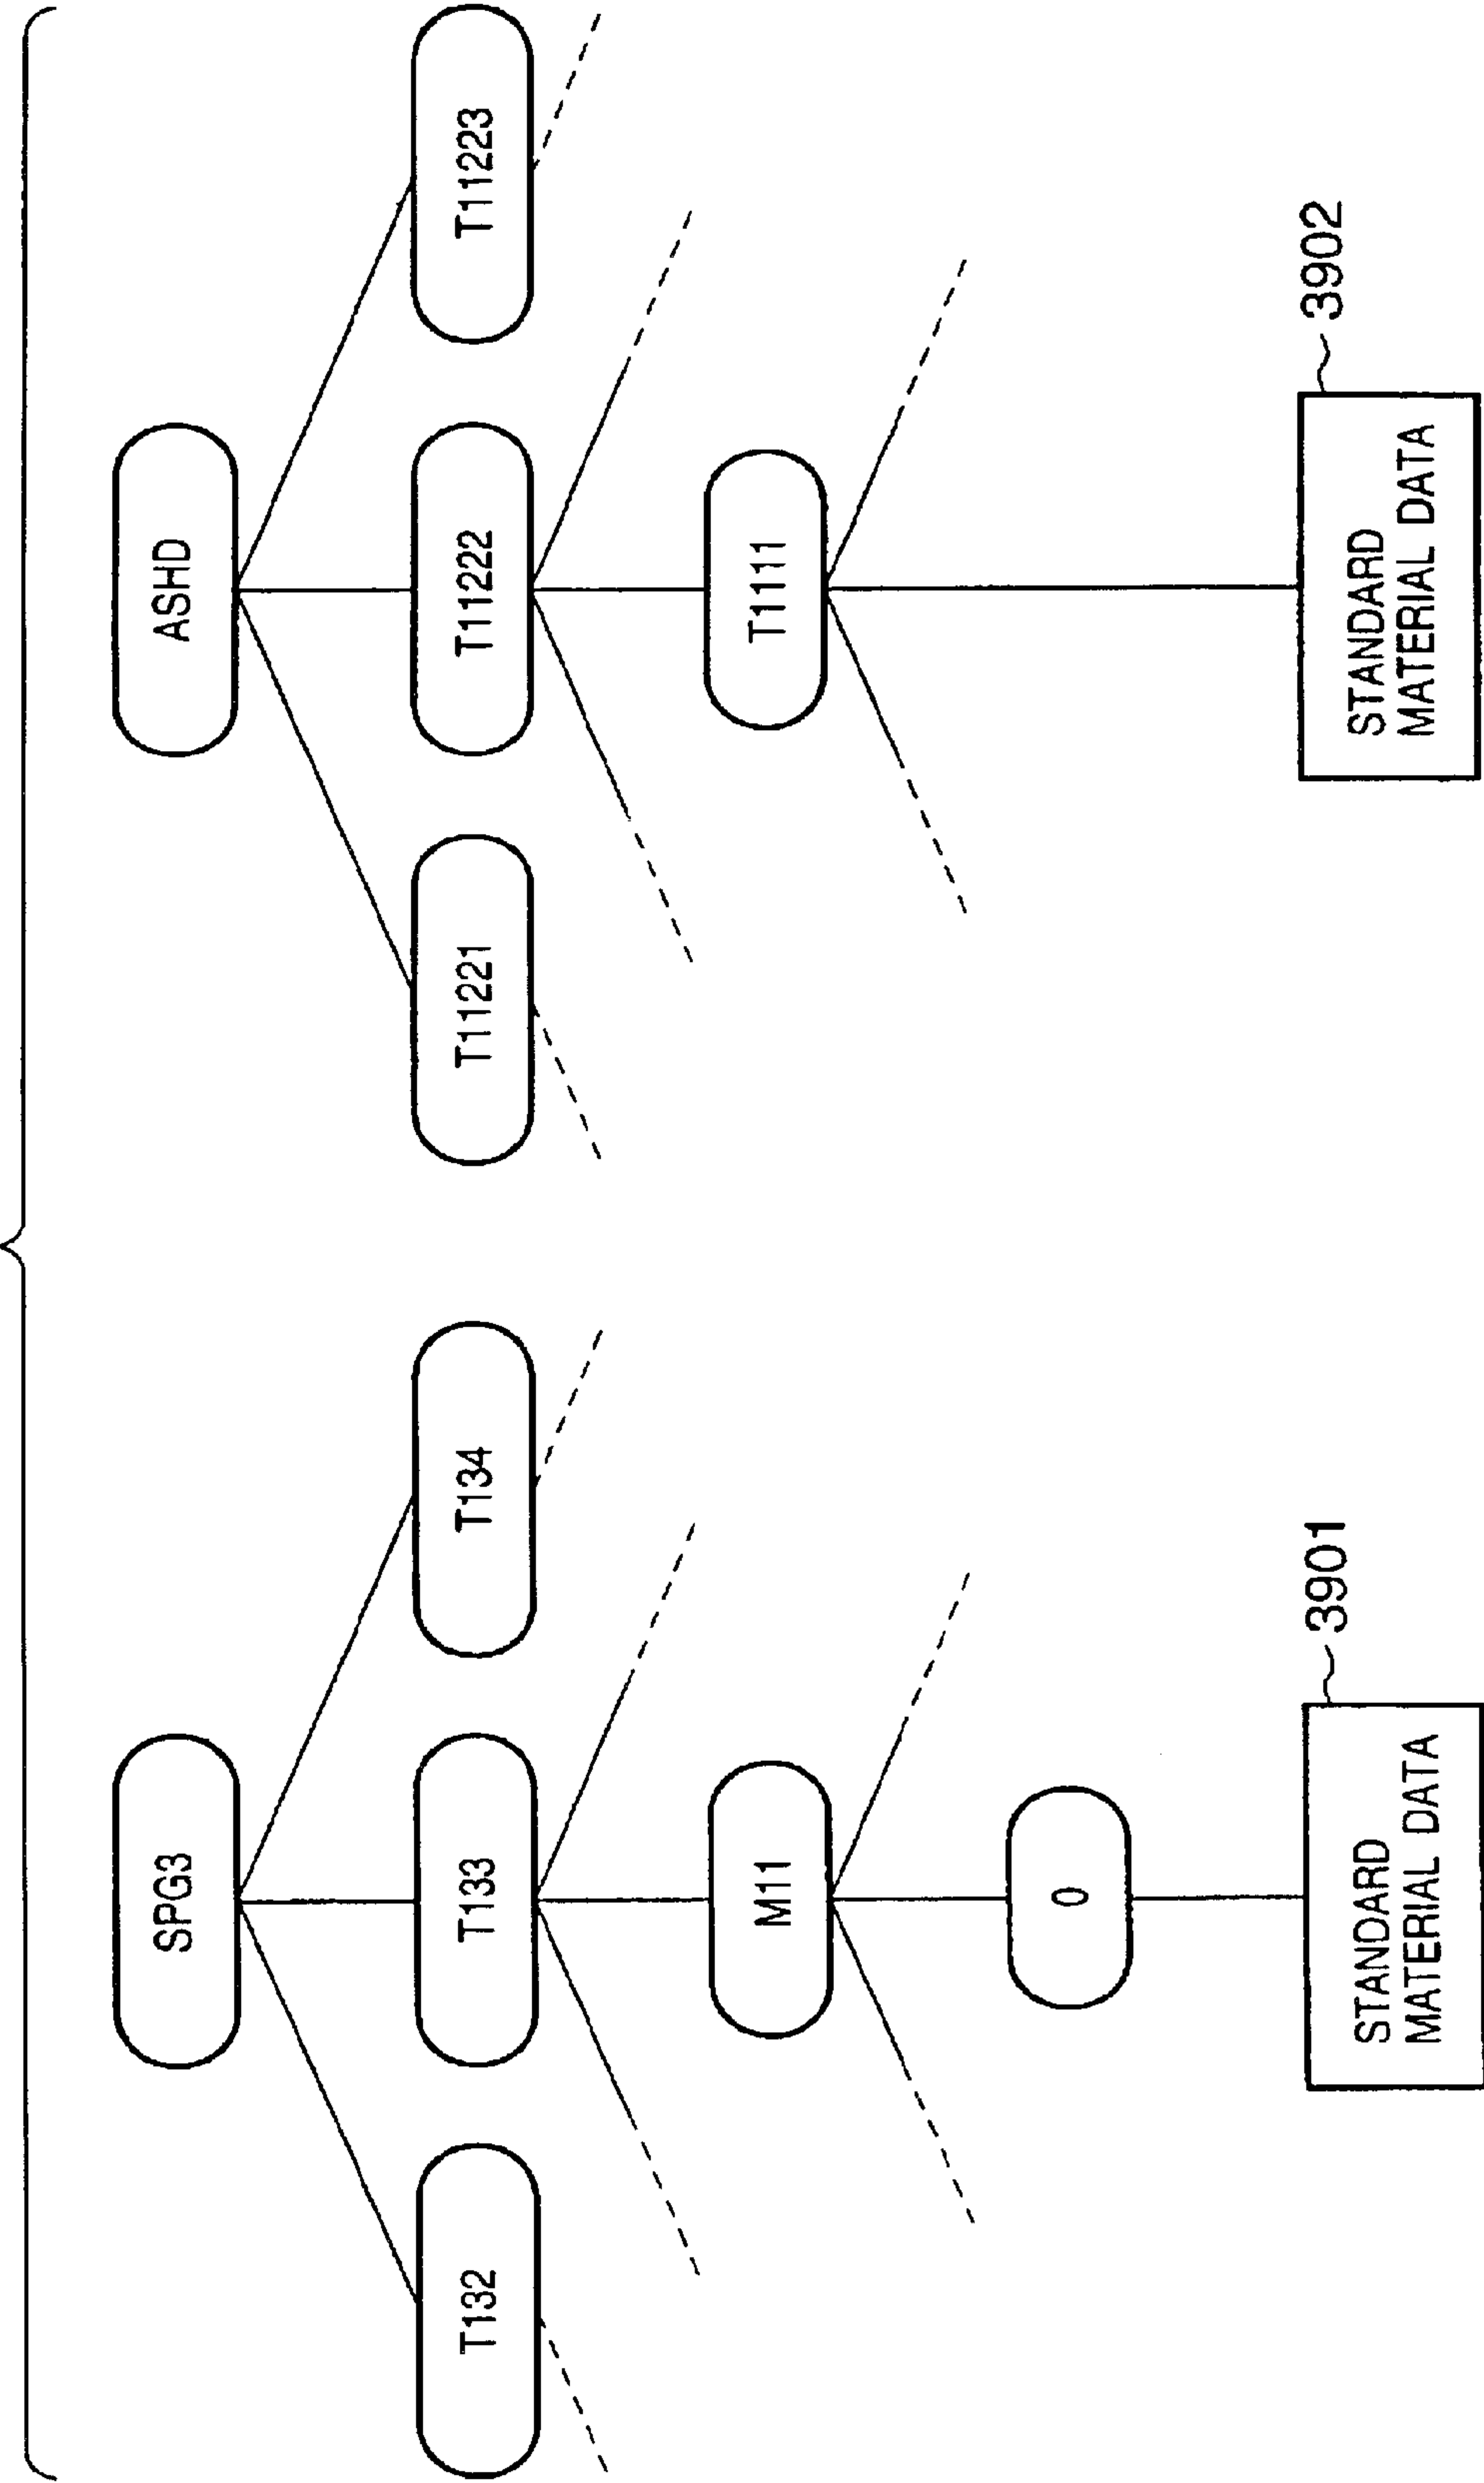 SPG3
T132
T133
T134
M11
0
STANDARD
MATERIAL DATA
3901
ASHD
T11221
T11222
T11223
T1111
STANDARD
MATERIAL DATA
3902